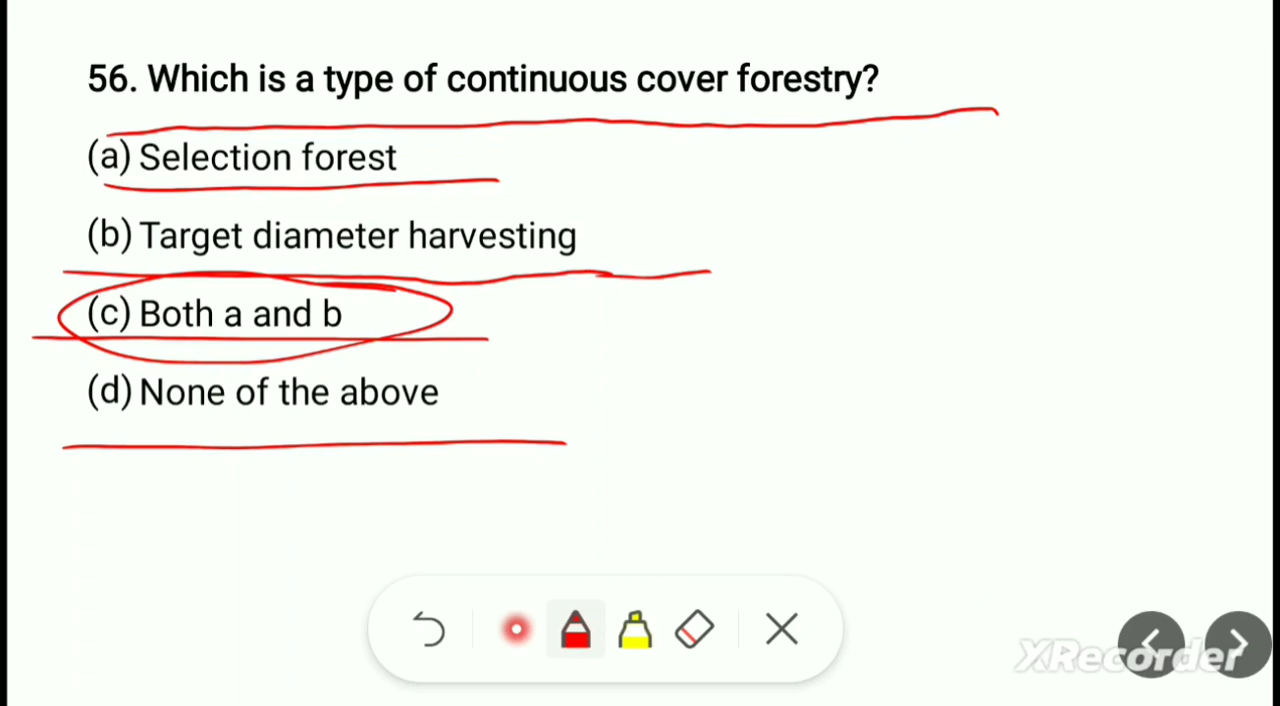 56. Which is a type of continuous cover forestry?
(a) Selection forest
(b) Target diameter harvesting
(c) Both a and b
(d) None of the above
XRecorder